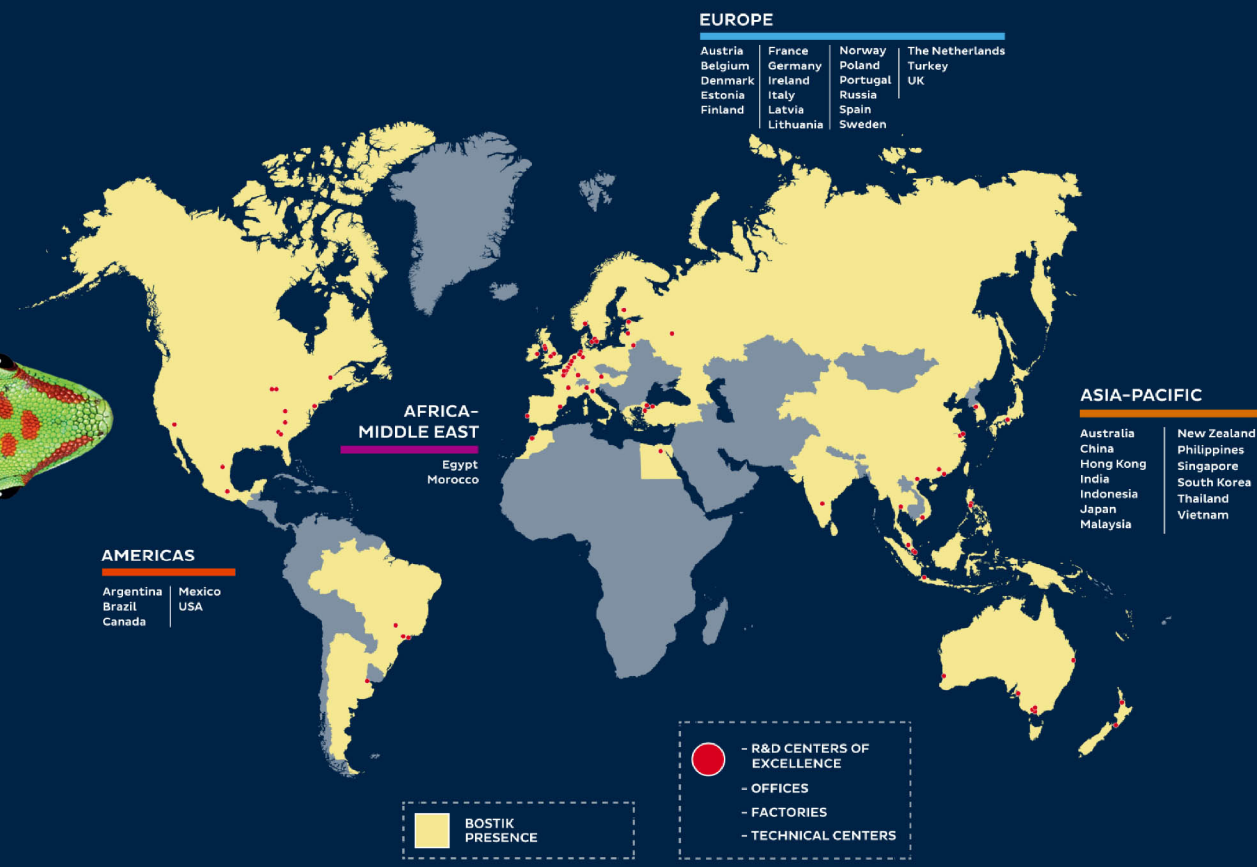 EUROPE
Austria
Belgium
Denmark
Estonia
Finland
France
Germany
Ireland
Italy
Latvia
Lithuania
Norway
Poland
Portugal
Russia
Spain
Sweden
The Netherlands
Turkey
UK
AFRICA–
MIDDLE EAST
Egypt
Morocco
ASIA–PACIFIC
Australia
China
Hong Kong
India
Indonesia
Japan
Malaysia
New Zealand
Philippines
Singapore
South Korea
Thailand
Vietnam
AMERICAS
Argentina
Brazil
Canada
Mexico
USA
BOSTIK
PRESENCE
- R&D CENTERS OF
EXCELLENCE
- OFFICES
- FACTORIES
- TECHNICAL CENTERS